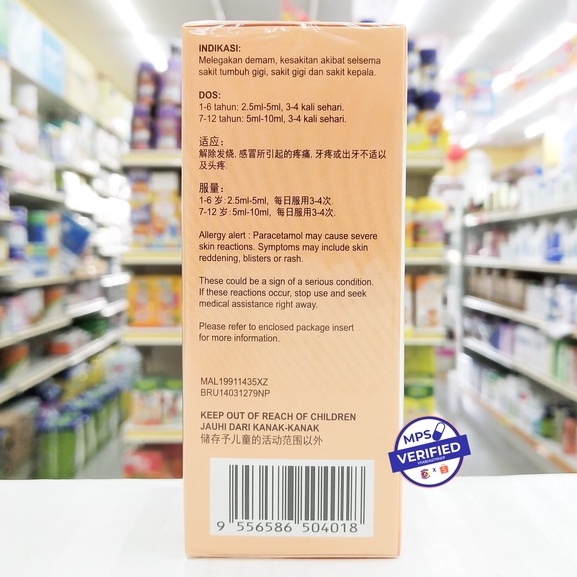 INDIKASI:
Melegakan demam, kesakitan akibat selsema
sakit tumbuh gigi, sakit gigi dan sakit kepala.
DOS:
1-6 tahun: 2.5ml-5ml, 3-4 kali sehari.
7-12 tahun: 5ml-10ml, 3-4 kali sehari.
适应：
解除发烧, 感冒所引起的疼痛, 牙疼或出牙不适以
及头疼.
服量：
1-6 岁: 2.5ml-5ml, 每日服用3-4次.
7-12 岁: 5ml-10ml, 每日服用3-4次.
Allergy alert : Paracetamol may cause severe
skin reactions. Symptoms may include skin
reddening, blisters or rash.
These could be a sign of a serious condition.
If these reactions occur, stop use and seek
medical assistance right away.
Please refer to enclosed package insert
for more information.
MAL19911435XZ
BRU14031279NP
KEEP OUT OF REACH OF CHILDREN
JAUHI DARI KANAK-KANAK
储存予儿童的活动范围以外
9 556586 504018
MPS
VERIFIED
x